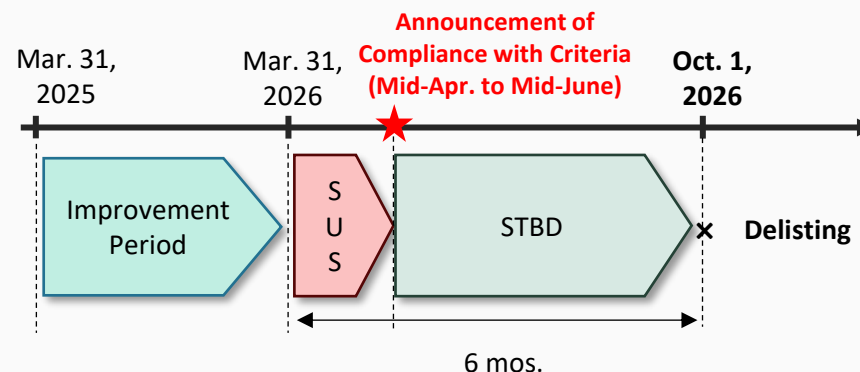 Announcement of
Compliance with Criteria
(Mid-Apr. to Mid-June)
Mar. 31,
2025
Mar. 31,
2026
Oct. 1,
2026
Improvement
Period
S
U
S
STBD
× Delisting
6 mos.